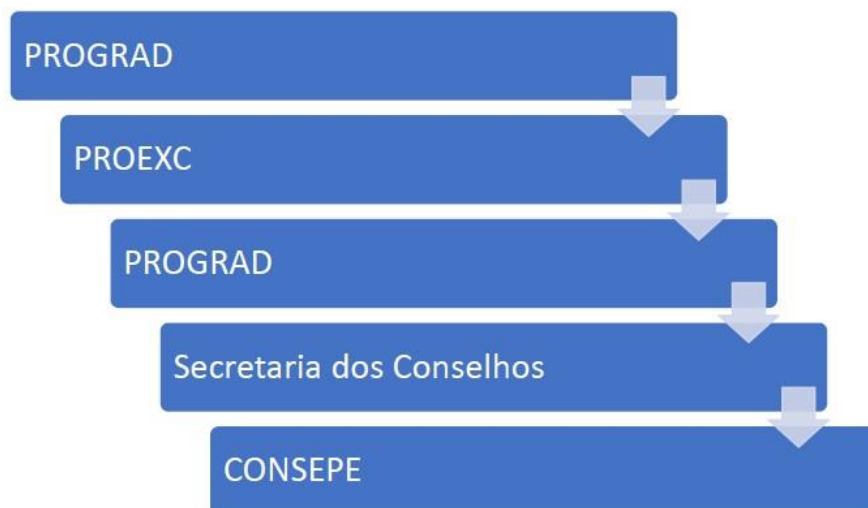 PROGRAD
PROEXC
PROGRAD
Secretaria dos Conselhos
CONSEPE